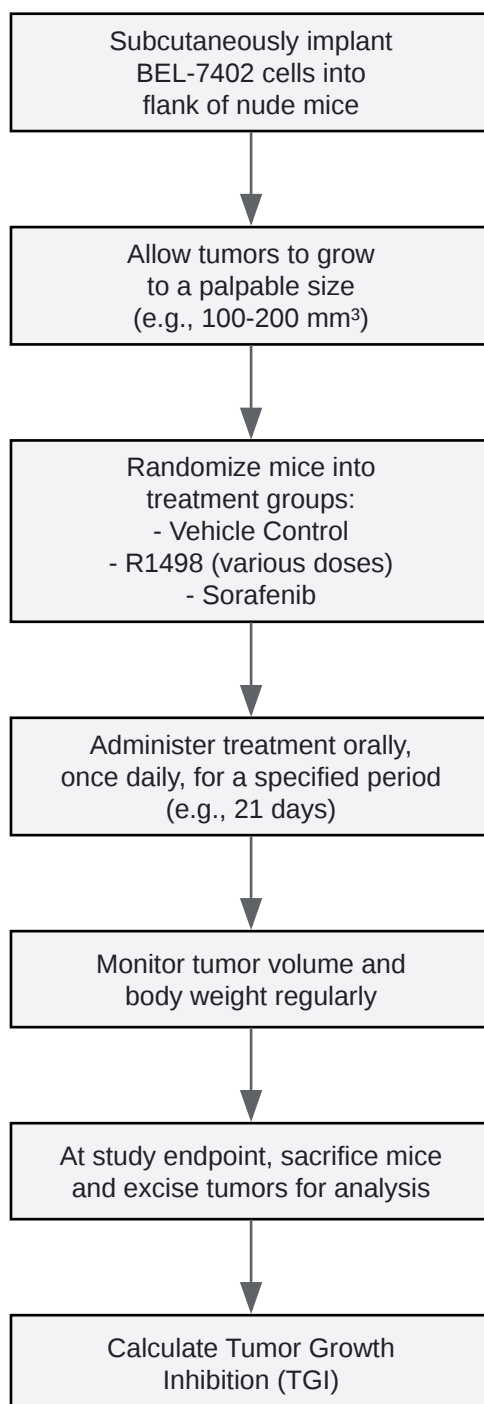 Subcutaneously implant
BEL-7402 cells into
flank of nude mice
Allow tumors to grow
to a palpable size
(e.g., 100-200 mm³)
Randomize mice into
treatment groups:
- Vehicle Control
- R1498 (various doses)
- Sorafenib
Administer treatment orally,
once daily, for a specified period
(e.g., 21 days)
Monitor tumor volume and
body weight regularly
At study endpoint, sacrifice mice
and excise tumors for analysis
Calculate Tumor Growth
Inhibition (TGI)